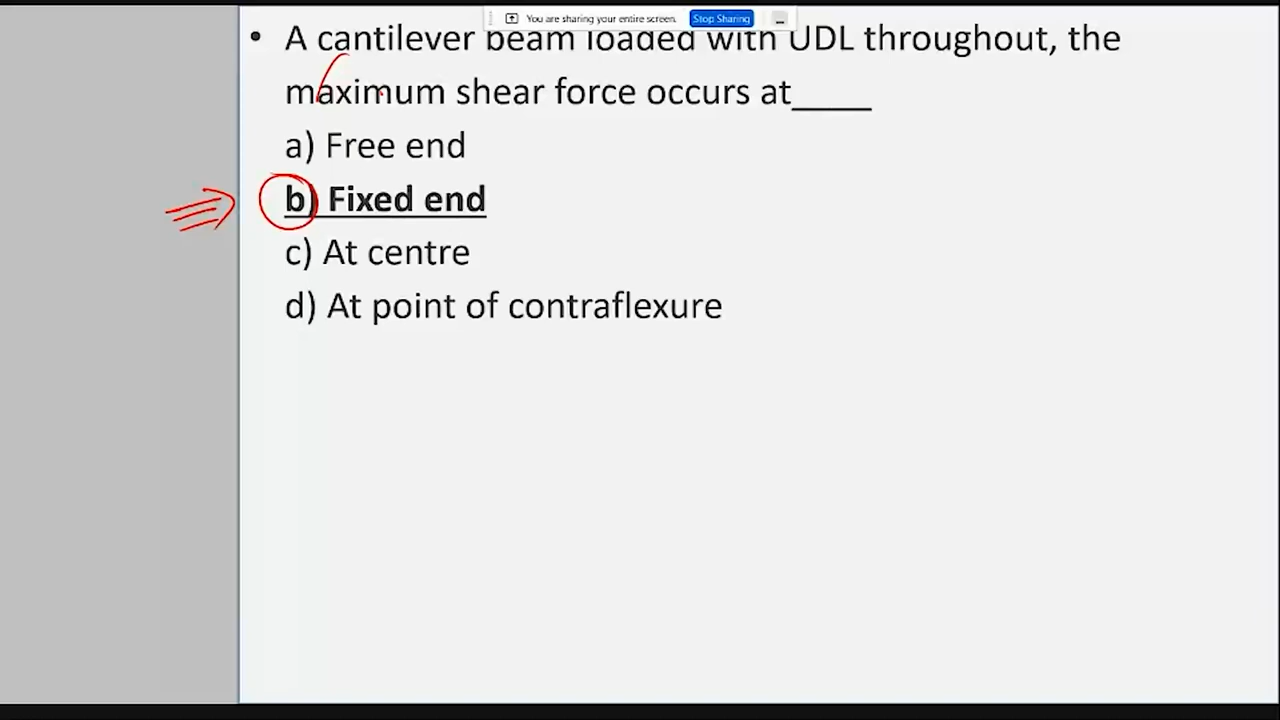 You are sharing your entire screen. Stop Sharing
• A cantilever beam loaded with UDL throughout, the
maximum shear force occurs at____
a) Free end
b) Fixed end
c) At centre
d) At point of contraflexure